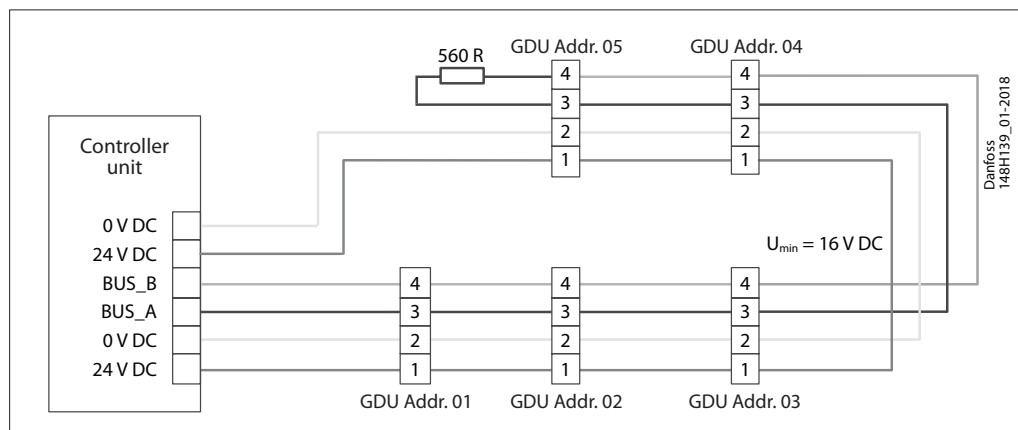 560 R
GDU Addr. 05
GDU Addr. 04
4 4
3 3
2 2
1 1
Danfoss
148H139_01-2018
Controller
unit
0 V DC
24 V DC
BUS_B
BUS_A
0 V DC
24 V DC
Umin = 16 V DC
4 4 4
3 3 3
2 2 2
1 1 1
GDU Addr. 01
GDU Addr. 02
GDU Addr. 03